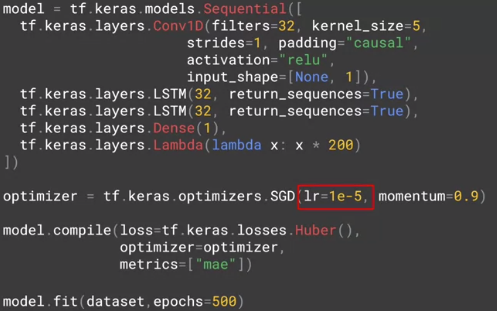 model = tf.keras.models.Sequential([
  tf.keras.layers.Conv1D(filters=32, kernel_size=5,
                         strides=1, padding="causal",
                         activation="relu",
                         input_shape=[None, 1]),
  tf.keras.layers.LSTM(32, return_sequences=True),
  tf.keras.layers.LSTM(32, return_sequences=True),
  tf.keras.layers.Dense(1),
  tf.keras.layers.Lambda(lambda x: x * 200)
])
optimizer = tf.keras.optimizers.SGD(lr=1e-5, momentum=0.9)
model.compile(loss=tf.keras.losses.Huber(),
              optimizer=optimizer,
              metrics=["mae"])
model.fit(dataset,epochs=500)